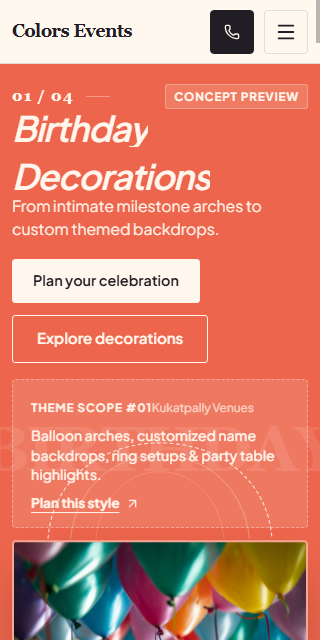 Colors Events
01 / 04
CONCEPT PREVIEW
Birthday
Decorations
From intimate milestone arches to
custom themed backdrops.
Plan your celebration
Explore decorations
THEME SCOPE #01 Kukatpally Venues
Balloon arches, customized name
backdrops, ring setups & party table
highlights.
Plan this style ↗
BIRTHDAY